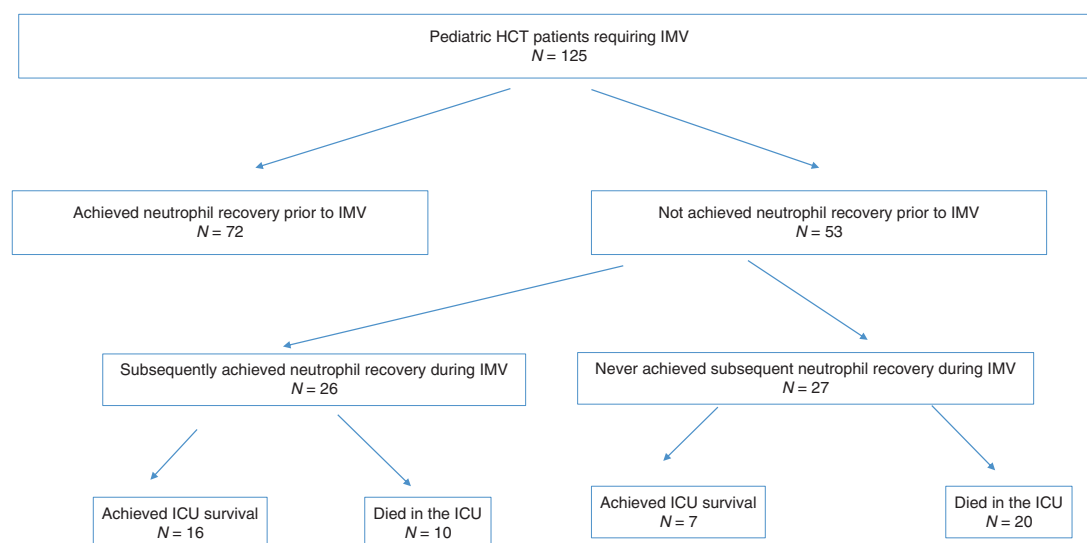 Pediatric HCT patients requiring IMV
N = 125
Achieved neutrophil recovery prior to IMV
N = 72
Not achieved neutrophil recovery prior to IMV
N = 53
Subsequently achieved neutrophil recovery during IMV
N = 26
Never achieved subsequent neutrophil recovery during IMV
N = 27
Achieved ICU survival
N = 16
Died in the ICU
N = 10
Achieved ICU survival
N = 7
Died in the ICU
N = 20